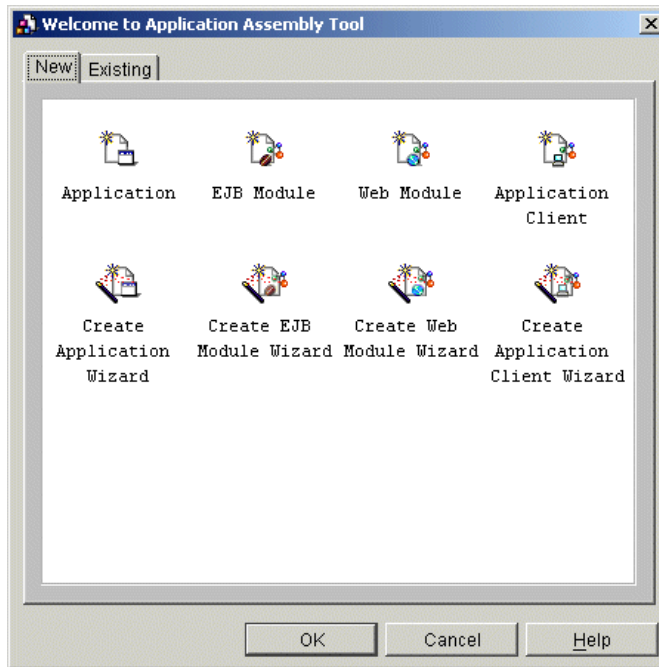 Welcome to Application Assembly Tool
New Existing
Application EJB Module Web Module Application
Client
Create Create EJB Create Web Create
Application Module Wizard Module Wizard Application
Wizard Client Wizard
OK Cancel Help